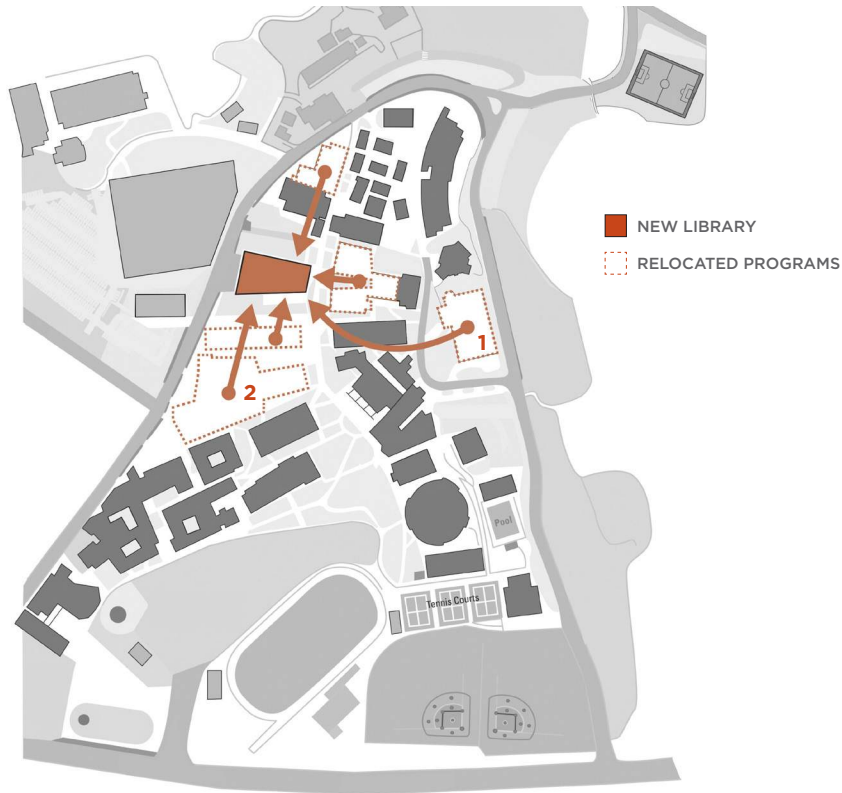 NEW LIBRARY
RELOCATED PROGRAMS
1
2
Pool
Tennis Courts